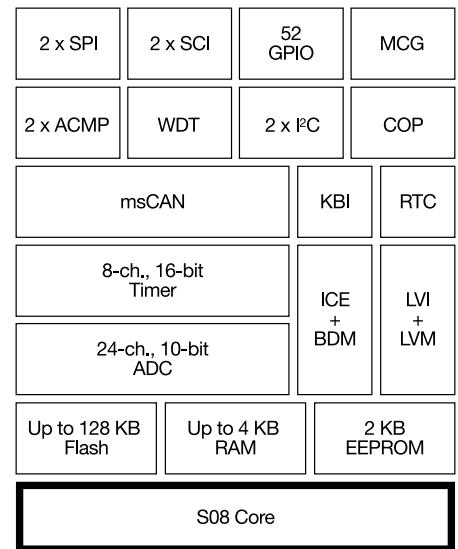 2 x SPI
2 x SCI
52
GPIO
MCG
2 x ACMP
WDT
2 x I²C
COP
msCAN
KBI
RTC
8-ch., 16-bit
Timer
ICE
+
BDM
LVI
+
LVM
24-ch., 10-bit
ADC
Up to 128 KB
Flash
Up to 4 KB
RAM
2 KB
EEPROM
S08 Core